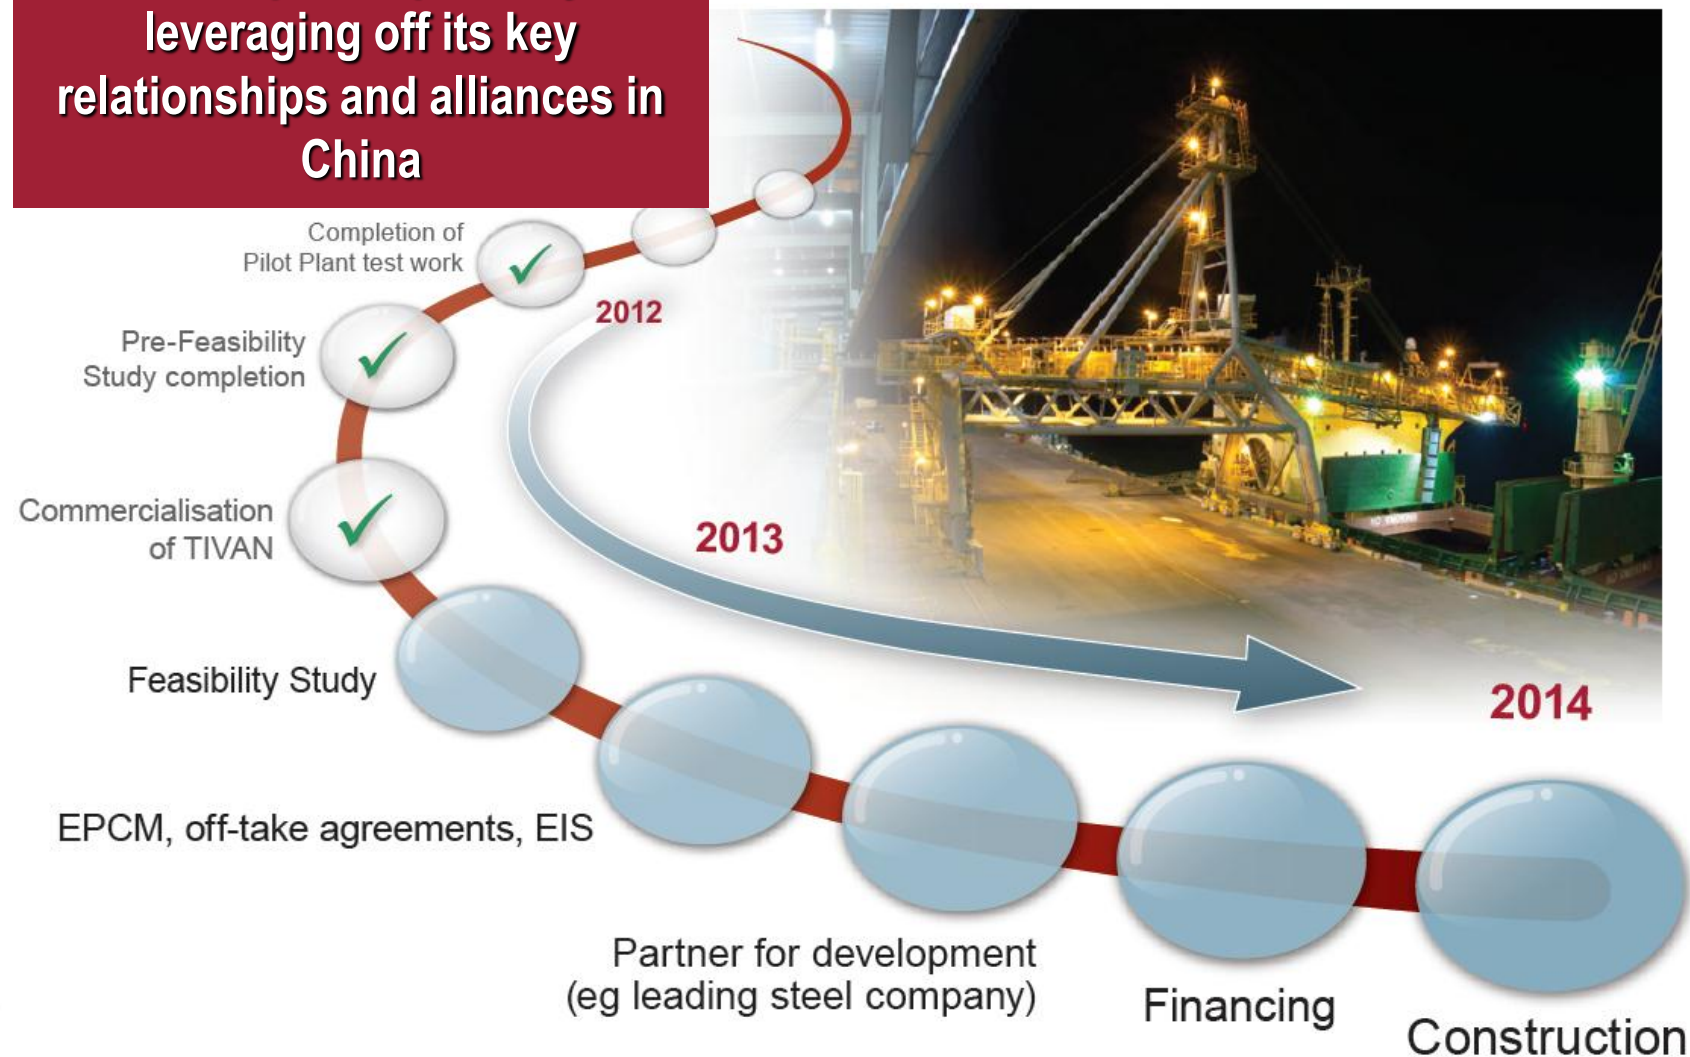 leveraging off its key
relationships and alliances in
China
Completion of
Pilot Plant test work
2012
Pre-Feasibility
Study completion
Commercialisation
of TIVAN
2013
Feasibility Study
2014
EPCM, off-take agreements, EIS
Partner for development
(eg leading steel company)
Financing
Construction
NO SMOKING